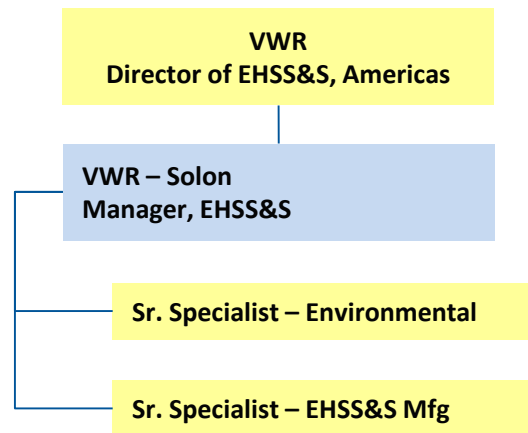 VWR
Director of EHSS&S, Americas
VWR – Solon
Manager, EHSS&S
Sr. Specialist – Environmental
Sr. Specialist – EHSS&S Mfg